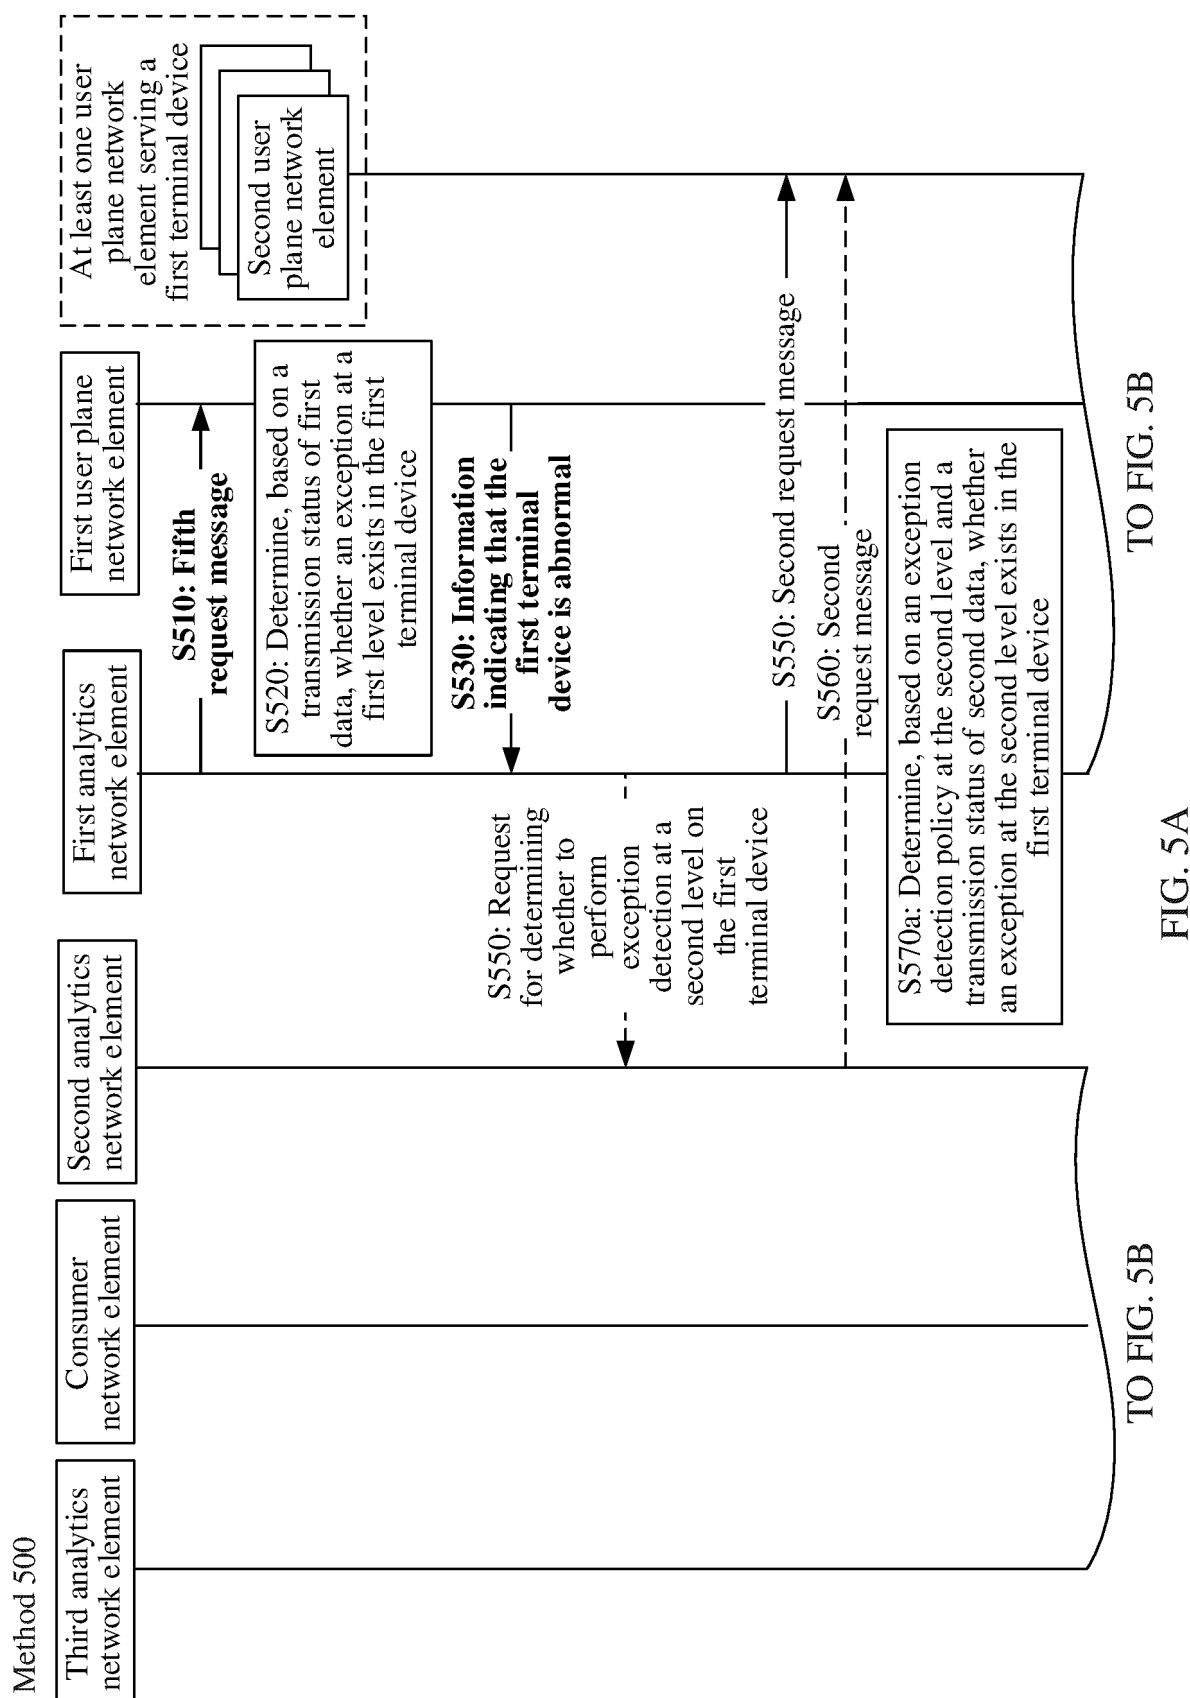 Method 500
Third analytics
network element
Consumer
network element
Second analytics
network element
First analytics
network element
First user plane
network element
At least one user
plane network
element serving a
first terminal device
Second user
plane network
element
S510: Fifth
request message
S520: Determine, based on a
transmission status of first
data, whether an exception at a
first level exists in the first
terminal device
S530: Information
indicating that the
first terminal
device is abnormal
S550: Request
for determining
whether to
perform
exception
detection at a
second level on
the first
terminal device
S550: Second request message
S560: Second
request message
S570a: Determine, based on an exception
detection policy at the second level and a
transmission status of second data, whether
an exception at the second level exists in the
first terminal device
TO FIG. 5B
TO FIG. 5B
FIG. 5A